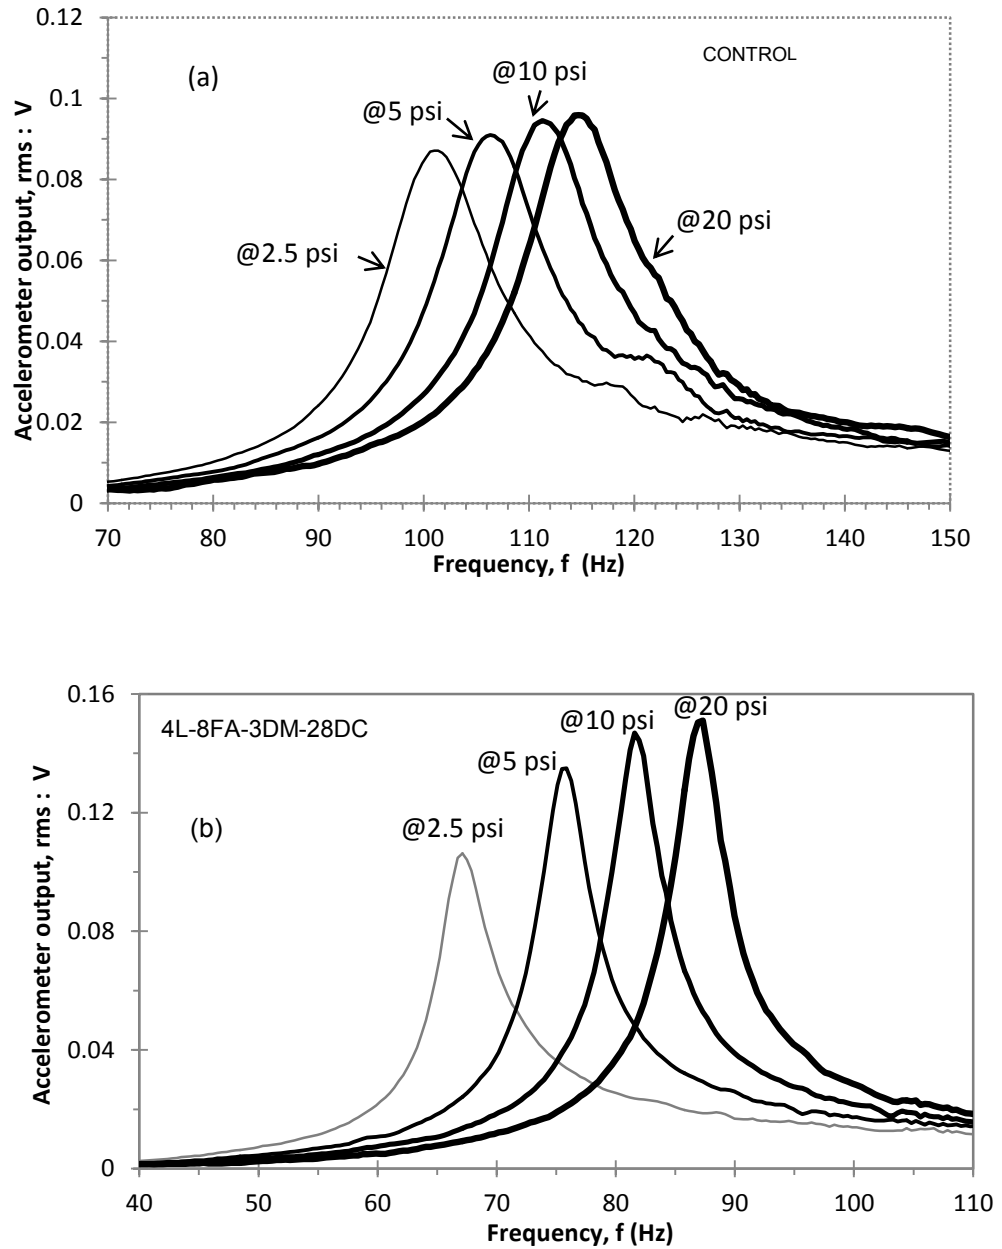 0.12
(a)
CONTROL
@10 psi
0.1
@5 psi
0.08
@20 psi
@2.5 psi
0.06
0.04
0.02
0
Accelerometer output, rms : V
70 80 90 100 110 120 130 140 150
Frequency, f (Hz)
0.16
4L-8FA-3DM-28DC
@20 psi
@10 psi
@5 psi
0.12
(b)
@2.5 psi
0.08
0.04
0
Accelerometer output, rms : V
40 50 60 70 80 90 100 110
Frequency, f (Hz)